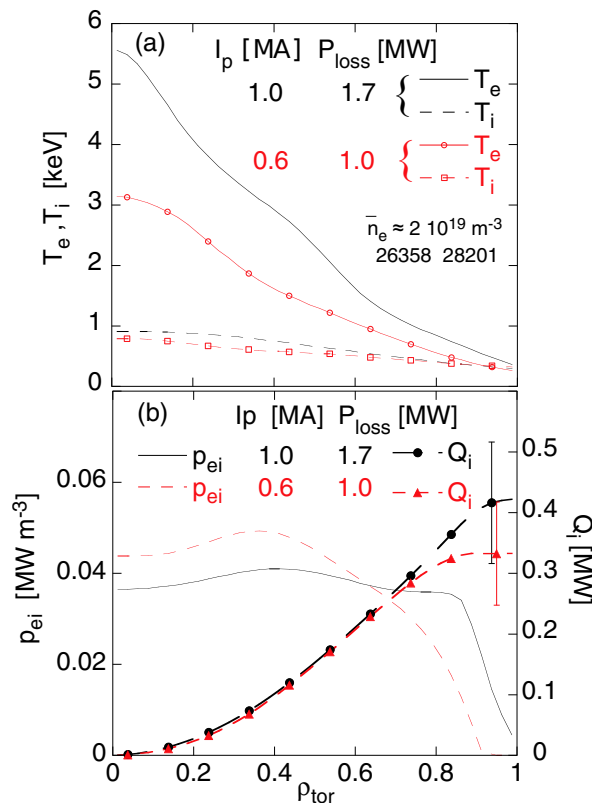 (a)
I_p [MA] P_loss [MW]
1.0 1.7 { T_e
T_i
0.6 1.0 { T_e
T_i
n̅_e ≈ 2 10^19 m^-3
26358 28201
6
5
4
3
2
1
0
T_e,T_i [keV]
(b) Ip [MA] P_loss [MW]
p_ei 1.0 1.7 Q_i
p_ei 0.6 1.0 Q_i
0.06
0.04
0.02
0
p_ei [MW m^-3]
0.5
0.4
0.3
0.2
0.1
0
Q_i [MW]
0 0.2 0.4 0.6 0.8 1
ρ_tor